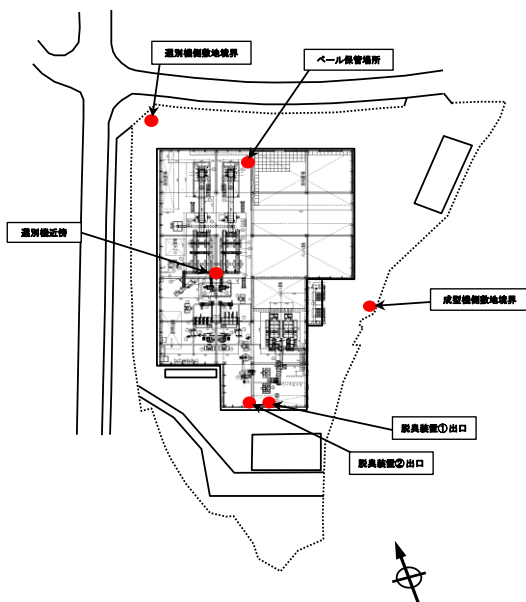 選別機側敷地境界
ベール保管場所
選別機近傍
成型機側敷地境界
脱臭装置①出口
脱臭装置②出口